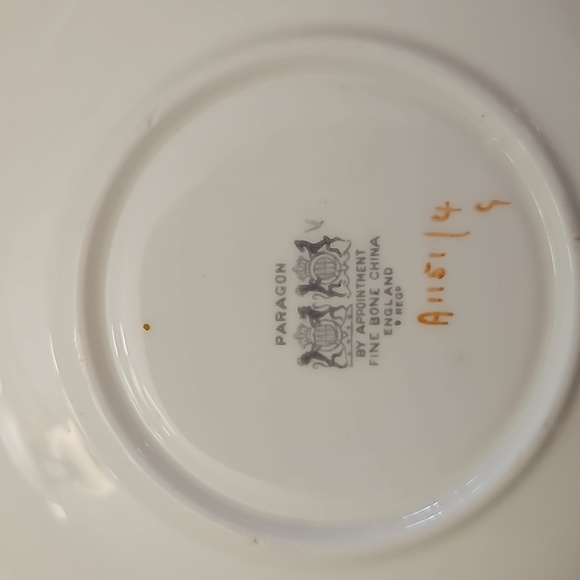 PARAGON
BY APPOINTMENT
FINE BONE CHINA
ENGLAND
REGD
A1151/4